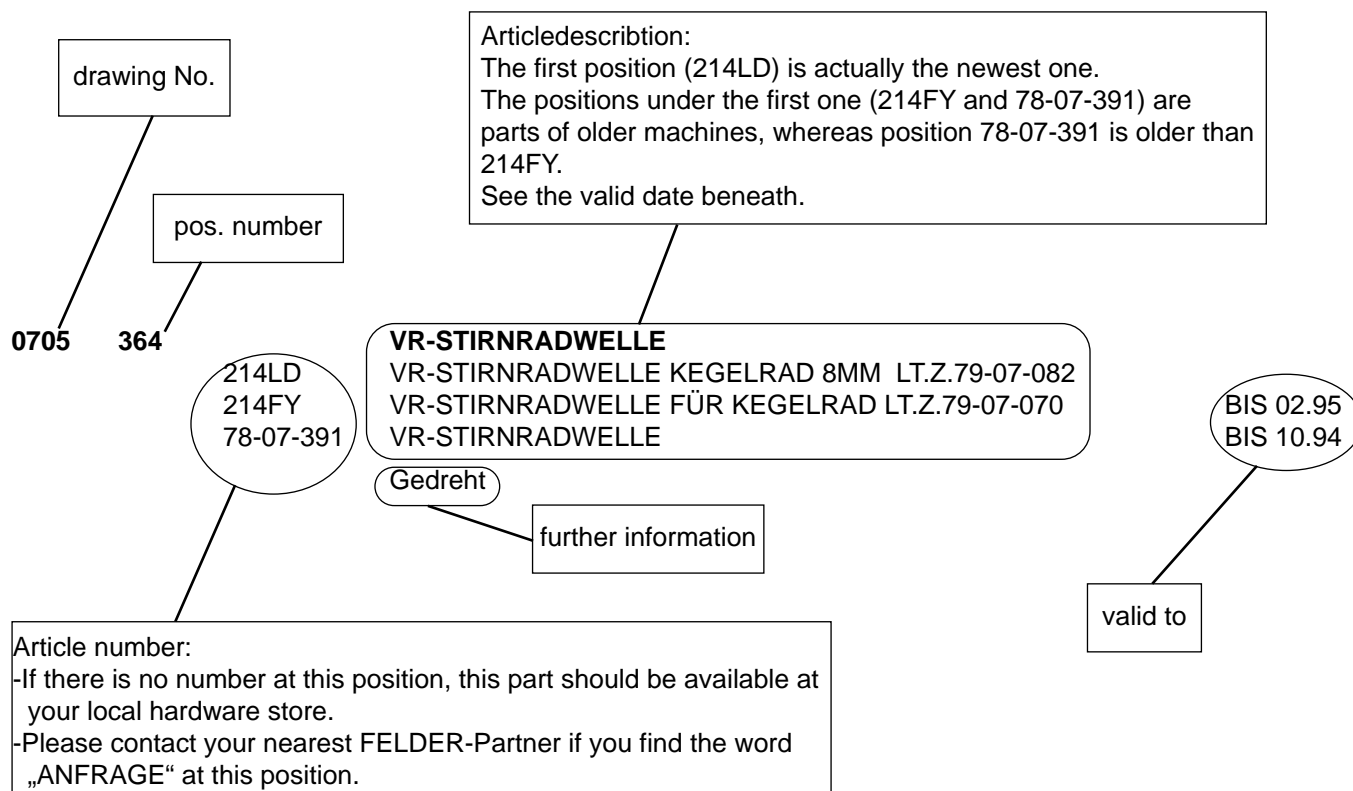 drawing No.
Articledescribtion:
The first position (214LD) is actually the newest one.
The positions under the first one (214FY and 78-07-391) are
parts of older machines, whereas position 78-07-391 is older than
214FY.
See the valid date beneath.
pos. number
0705 364 VR-STIRNRADWELLE
214LD VR-STIRNRADWELLE KEGELRAD 8MM LT.Z.79-07-082
214FY VR-STIRNRADWELLE FÜR KEGELRAD LT.Z.79-07-070 BIS 02.95
78-07-391 VR-STIRNRADWELLE BIS 10.94
Gedreht
further information
valid to
Article number:
-If there is no number at this position, this part should be available at
your local hardware store.
-Please contact your nearest FELDER-Partner if you find the word
„ANFRAGE“ at this position.